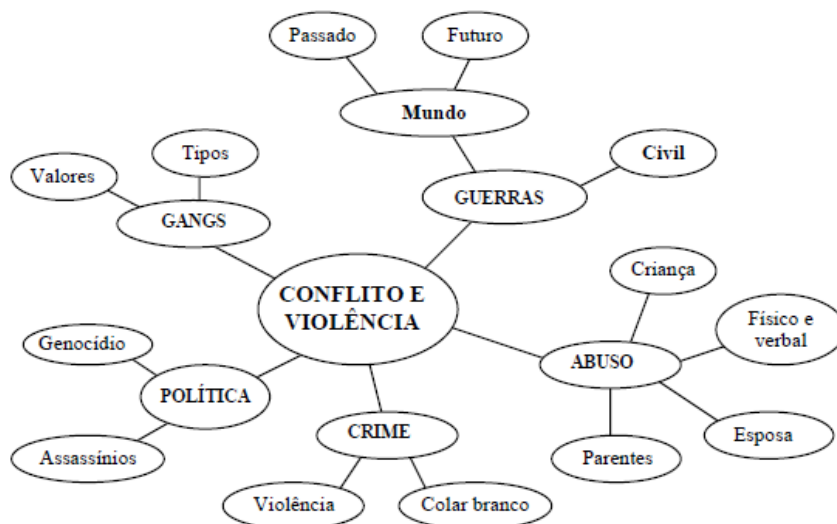 Passado
Futuro
Mundo
Tipos
Civil
Valores
GUERRAS
GANGS
Criança
CONFLITO E
VIOLÊNCIA
Físico e
verbal
Genocídio
ABUSO
POLÍTICA
CRIME
Esposa
Assassínios
Parentes
Violência
Colar branco